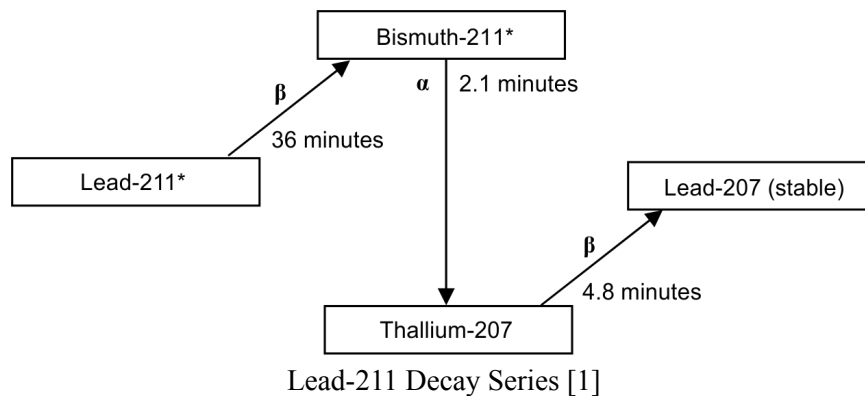 Bismuth-211*
α 2.1 minutes
β
36 minutes
Lead-211*
Lead-207 (stable)
β
4.8 minutes
Thallium-207
Lead-211 Decay Series [1]